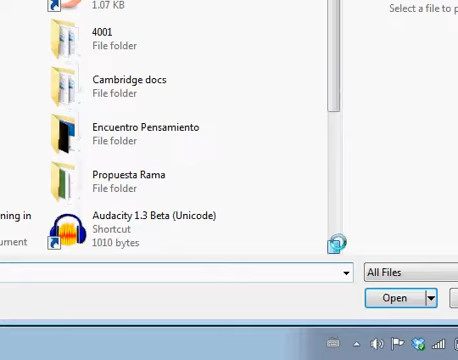 1.07 KB
Select a file to p
4001
File folder
Cambridge docs
File folder
Encuentro Pensamiento
File folder
Propuesta Rama
File folder
ning in
ument
Audacity 1.3 Beta (Unicode)
Shortcut
1010 bytes
All Files
Open